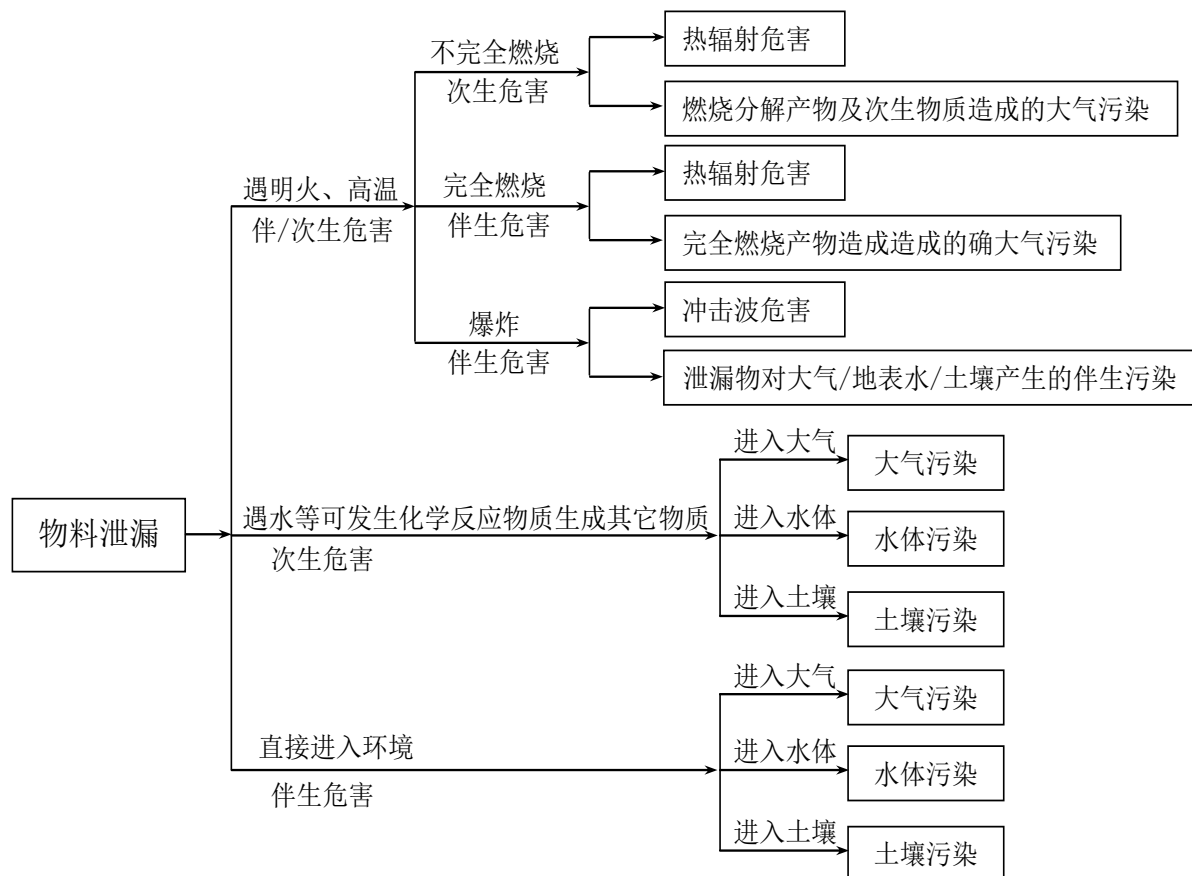 不完全燃烧
次生危害
热辐射危害
燃烧分解产物及次生物质造成的大气污染
遇明火、高温
伴/次生危害
完全燃烧
伴生危害
热辐射危害
完全燃烧产物造成造成的确大气污染
爆炸
伴生危害
冲击波危害
泄漏物对大气/地表水/土壤产生的伴生污染
物料泄漏
遇水等可发生化学反应物质生成其它物质
次生危害
进入大气
大气污染
进入水体
水体污染
进入土壤
土壤污染
直接进入环境
伴生危害
进入大气
大气污染
进入水体
水体污染
进入土壤
土壤污染